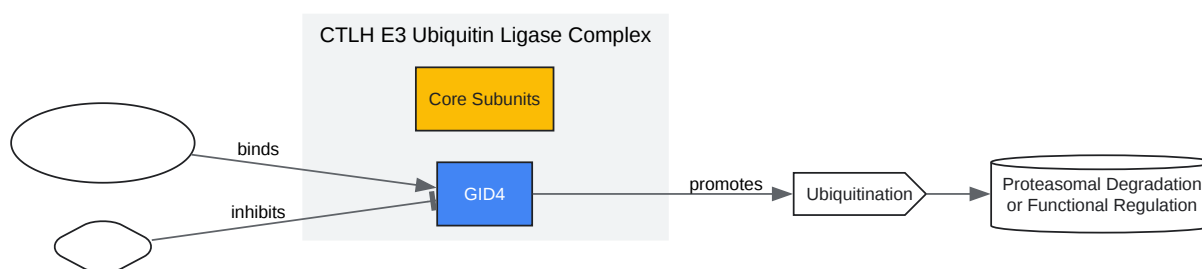 CTLH E3 Ubiquitin Ligase Complex
Core Subunits
binds
GID4
inhibits
promotes
Ubiquitination
Proteasomal Degradation
or Functional Regulation